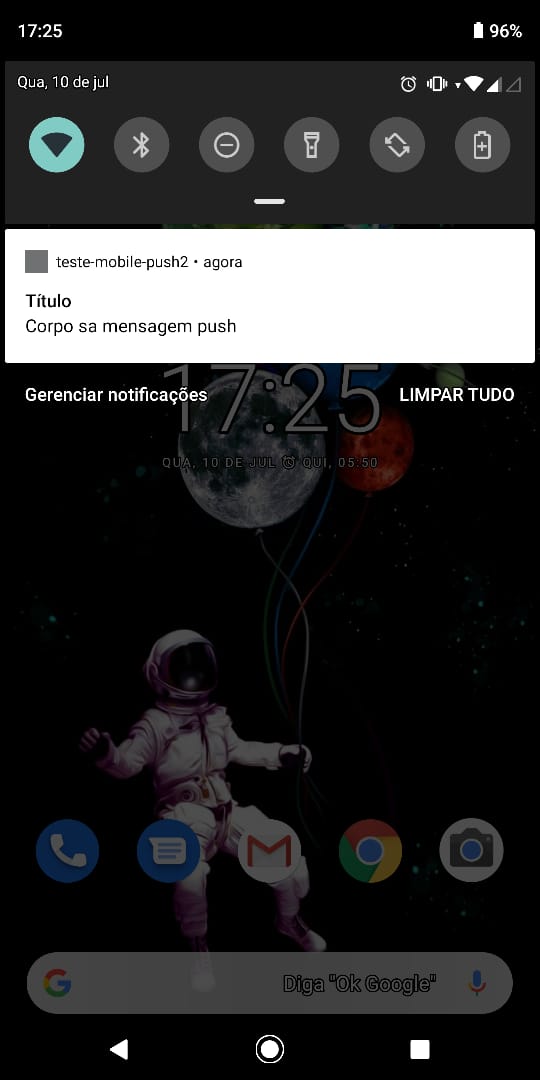 17:25 96%
Qua, 10 de jul
teste-mobile-push2 • agora
Título
Corpo sa mensagem push
Gerenciar notificações LIMPAR TUDO
17:25
QUA, 10 DE JUL QUI, 05:50
Diga "Ok Google"